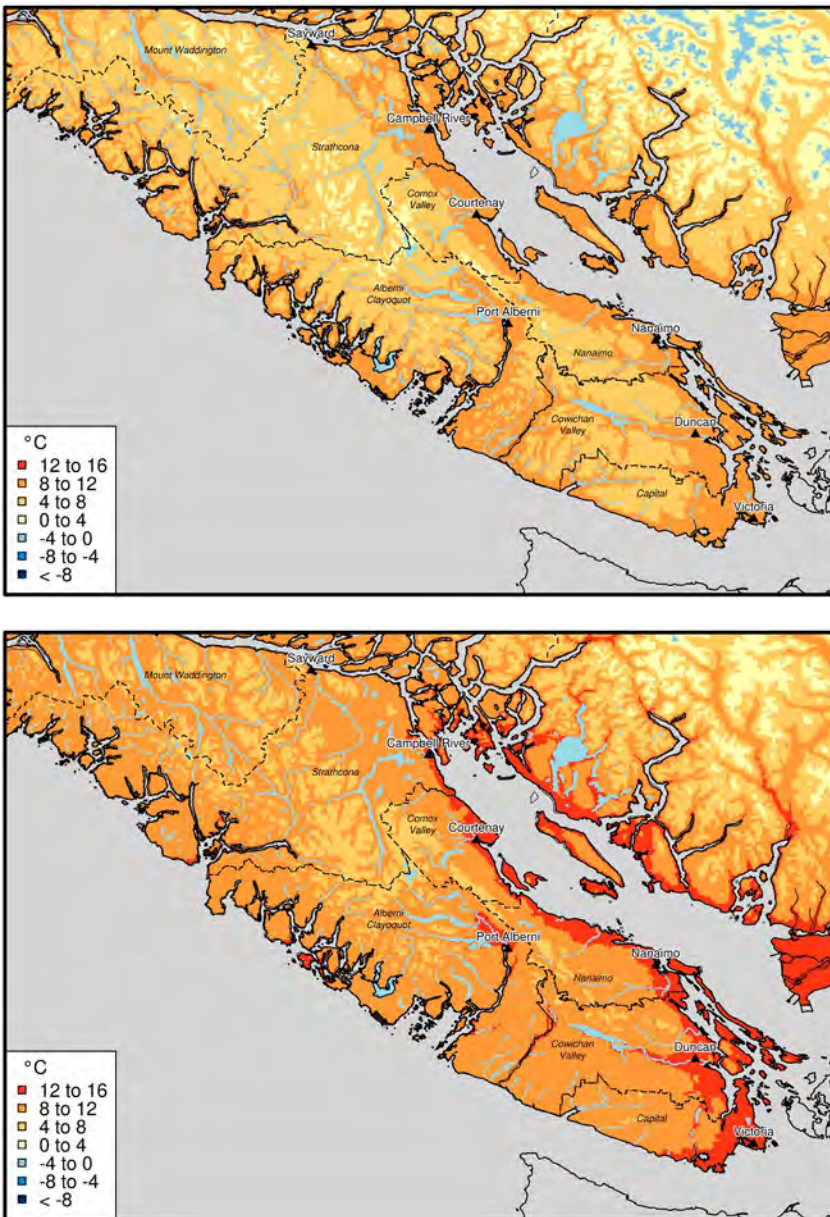 Sayward
Mount Waddington
Campbell River
Strathcona
Comox
Valley
Courtenay
Alberni
Clayoquot
Port Alberni
Nanaimo
Nanaimo
Cowichan
Valley
Duncan
Capital
Victoria
°C
12 to 16
8 to 12
4 to 8
0 to 4
-4 to 0
-8 to -4
< -8
Sayward
Mount Waddington
Campbell River
Strathcona
Comox
Valley
Courtenay
Alberni
Clayoquot
Port Alberni
Nanaimo
Nanaimo
Cowichan
Valley
Duncan
Capital
Victoria
°C
12 to 16
8 to 12
4 to 8
0 to 4
-4 to 0
-8 to -4
< -8